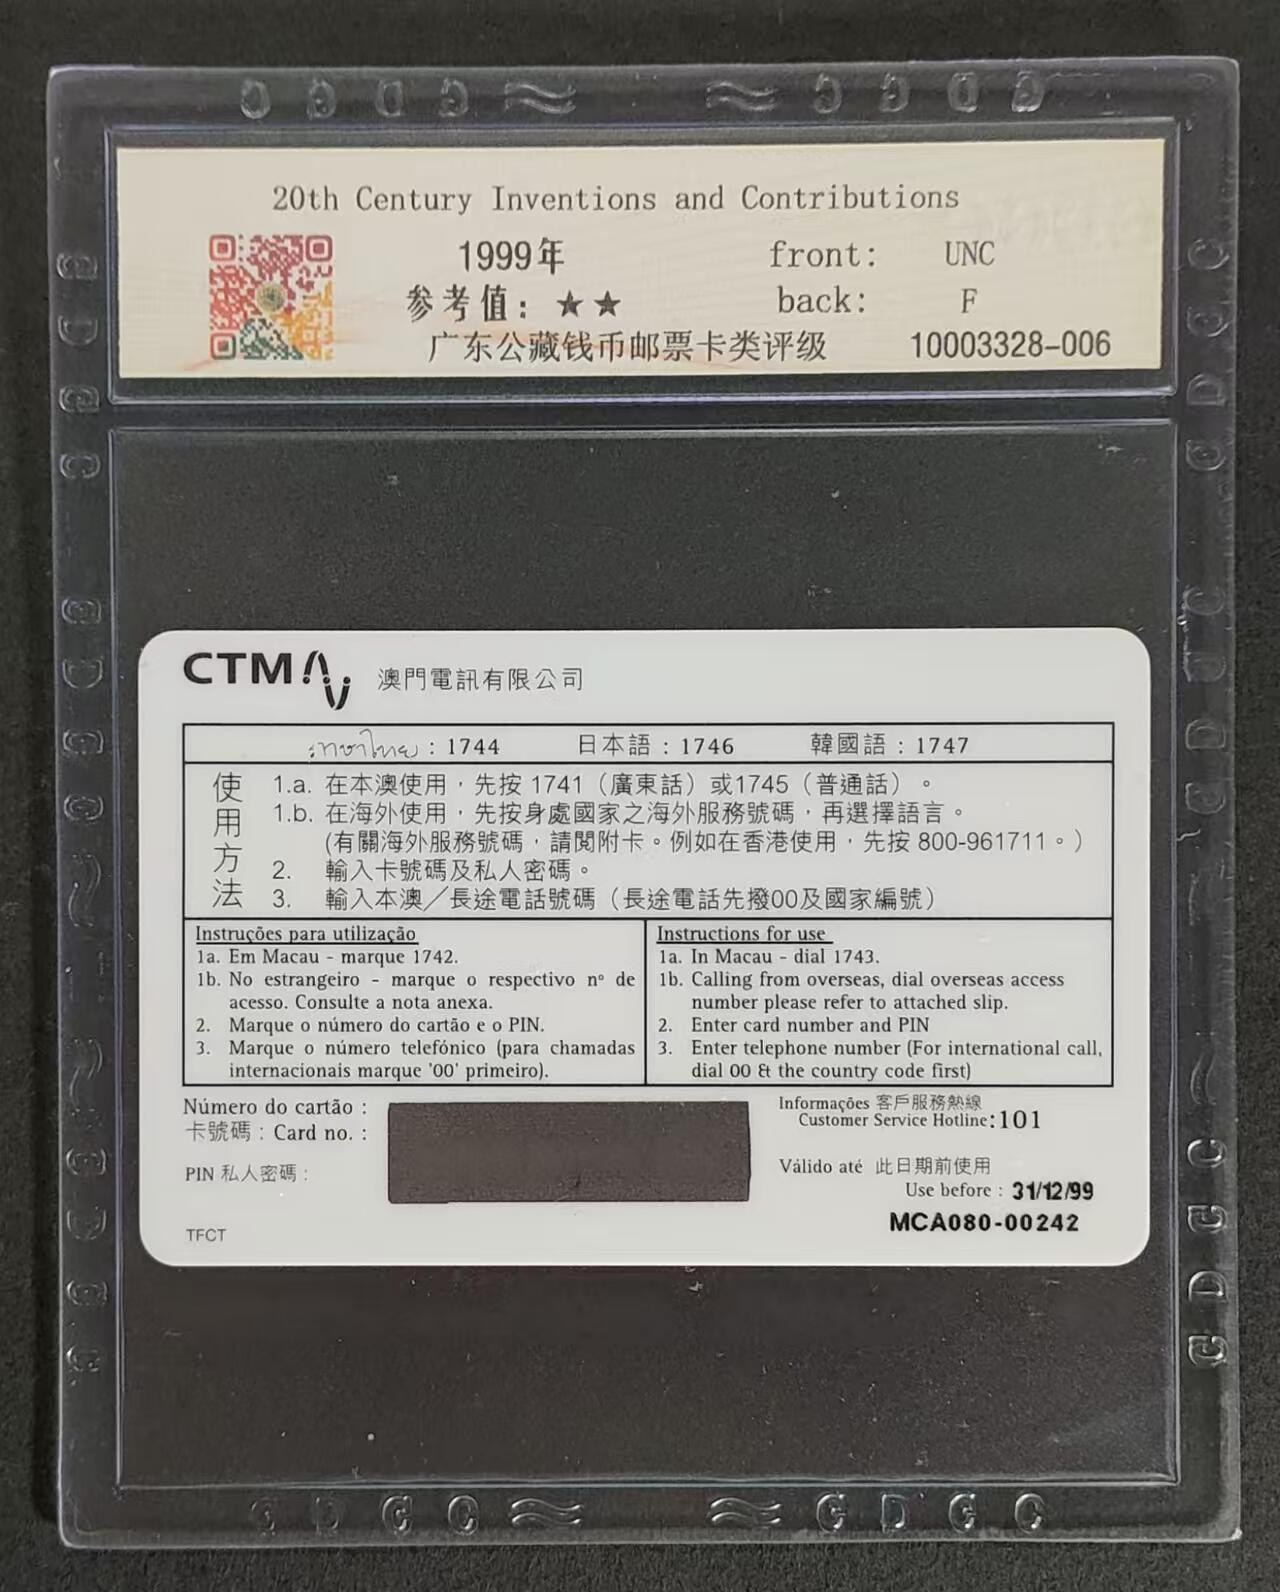 20th Century Inventions and Contributions
1999年 front: UNC
参考值: ★★ back: F
广东公藏钱币邮票卡类评级 10003328-006
CTM 澳門電訊有限公司
ภาษาไทย : 1744 日本語 : 1746 韓國語 : 1747
使用方法
1.a. 在本澳使用，先按 1741（廣東話）或1745（普通話）。
1.b. 在海外使用，先按身處國家之海外服務號碼，再選擇語言。
(有關海外服務號碼，請閱附卡。例如在香港使用，先按 800-961711。)
2. 輸入卡號碼及私人密碼。
3. 輸入本澳／長途電話號碼（長途電話先撥00及國家編號）
Instruções para utilização
1a. Em Macau - marque 1742.
1b. No estrangeiro - marque o respectivo nº de
acesso. Consulte a nota anexa.
2. Marque o número do cartão e o PIN.
3. Marque o número telefónico (para chamadas
internacionais marque '00' primeiro).
Instructions for use
1a. In Macau - dial 1743.
1b. Calling from overseas, dial overseas access
number please refer to attached slip.
2. Enter card number and PIN
3. Enter telephone number (For international call,
dial 00 & the country code first)
Número do cartão :
卡號碼 : Card no. :
PIN 私人密碼 :
TFCT
Informações 客戶服務熱線
Customer Service Hotline:101
Válido até 此日期前使用
Use before : 31/12/99
MCA080-00242